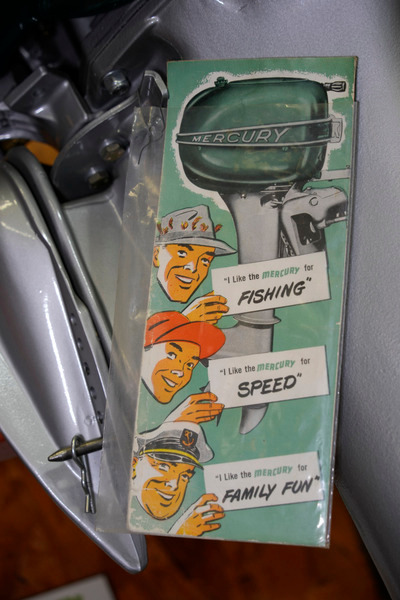 MERCURY
"I Like the MERCURY for
FISHING"
"I Like the MERCURY for
SPEED"
"I Like the MERCURY for
FAMILY FUN"